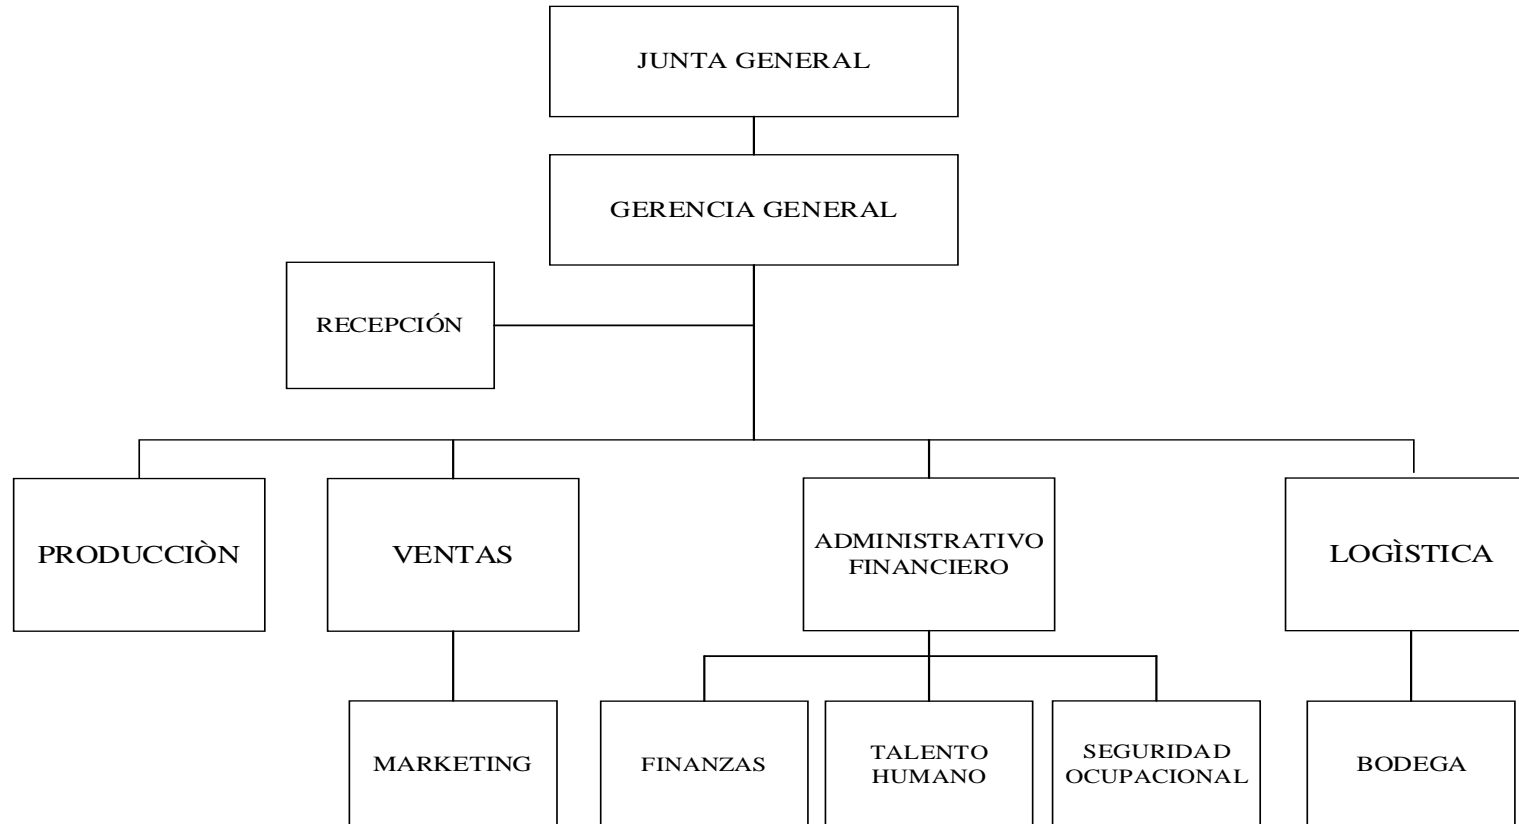 JUNTA GENERAL
GERENCIA GENERAL
RECEPCIÓN
PRODUCCIÒN
VENTAS
ADMINISTRATIVO
FINANCIERO
LOGÌSTICA
MARKETING
FINANZAS
TALENTO
HUMANO
SEGURIDAD
OCUPACIONAL
BODEGA